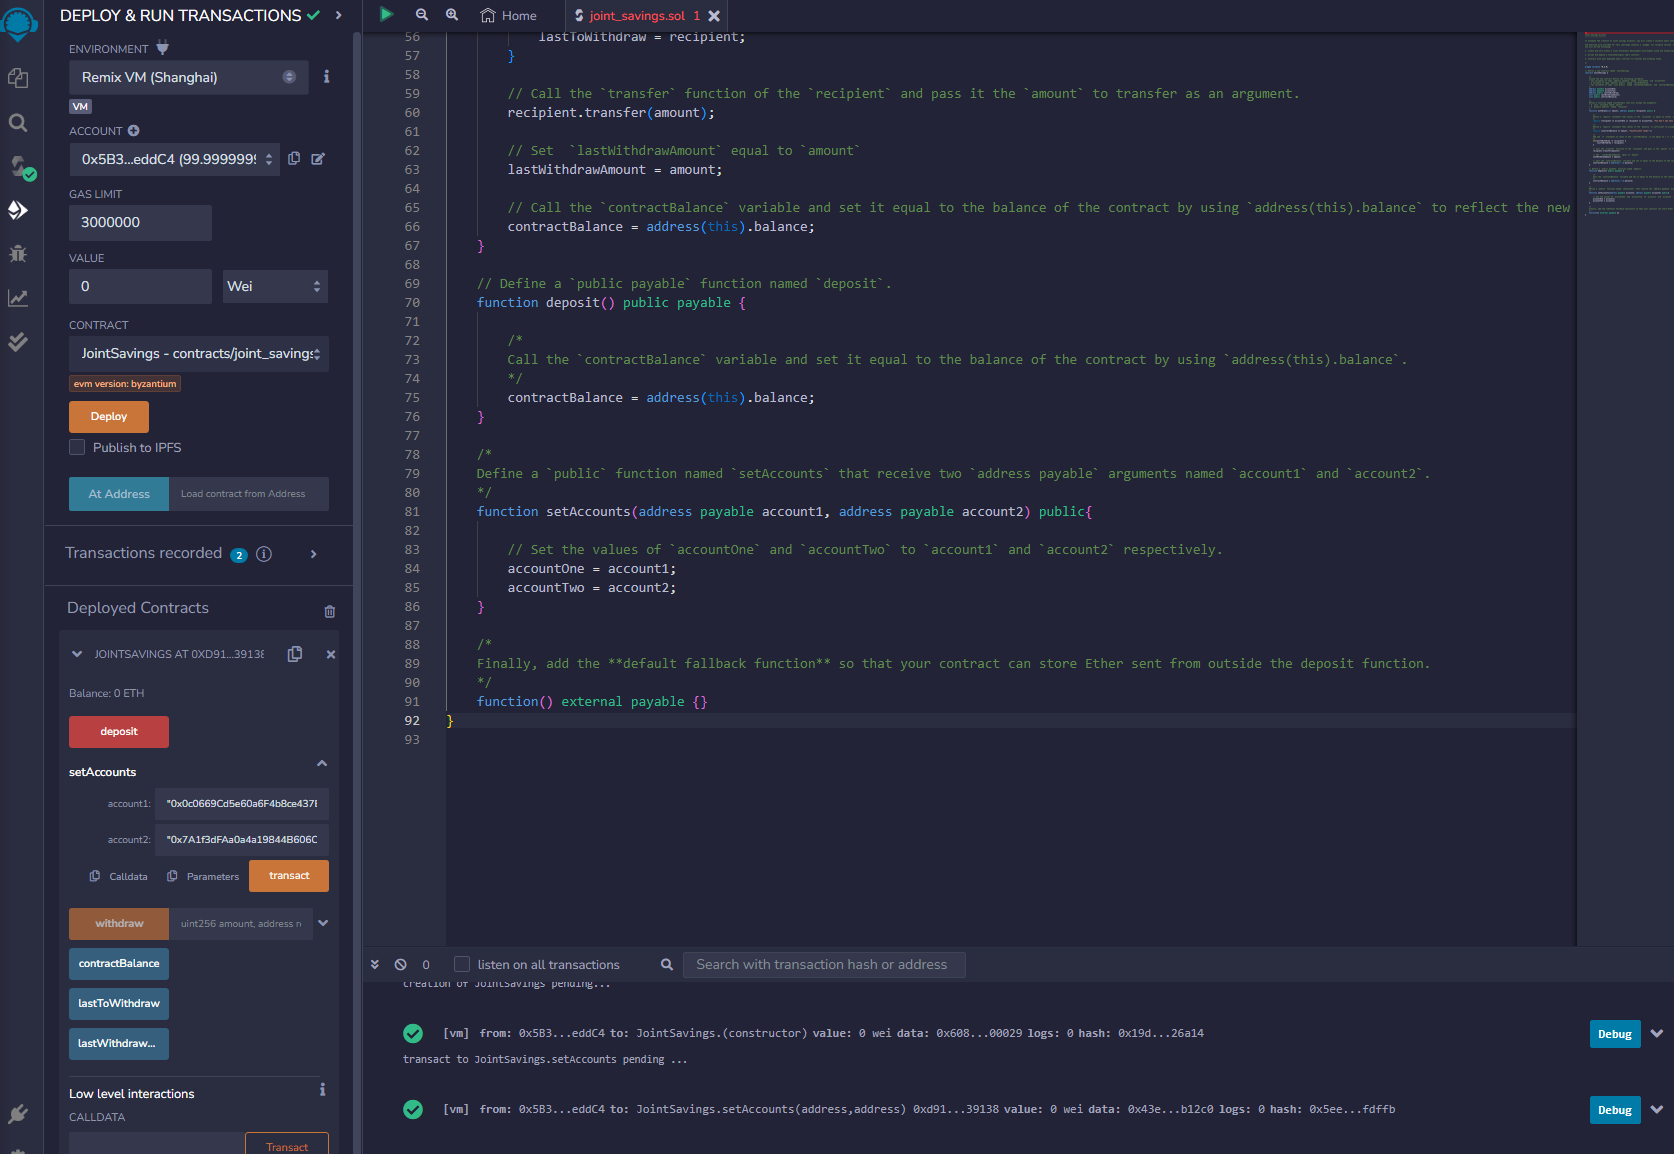 DEPLOY & RUN TRANSACTIONS
ENVIRONMENT
Remix VM (Shanghai)
VM
ACCOUNT
0x5B3...eddC4 (99.9999999
GAS LIMIT
3000000
VALUE
0
Wei
CONTRACT
JointSavings - contracts/joint_savings
evm version: byzantium
Deploy
Publish to IPFS
At Address
Load contract from Address
Transactions recorded 2
Deployed Contracts
JOINTSAVINGS AT 0XD91...39138
Balance: 0 ETH
deposit
setAccounts
account1: "0x0c0669Cd5e60a6F4b8ce437E
account2: "0x7A1f3dFAa0a4a19844B606C
Calldata
Parameters
transact
withdraw
uint256 amount, address r
contractBalance
lastToWithdraw
lastWithdraw...
Low level interactions
CALLDATA
Transact
Home
joint_savings.sol 1
56 lastToWithdraw = recipient;
57 }
58
59 // Call the `transfer` function of the `recipient` and pass it the `amount` to transfer as an argument.
60 recipient.transfer(amount);
61
62 // Set  `lastWithdrawAmount` equal to `amount`
63 lastWithdrawAmount = amount;
64
65 // Call the `contractBalance` variable and set it equal to the balance of the contract by using `address(this).balance` to reflect the new
66 contractBalance = address(this).balance;
67 }
68
69 // Define a `public payable` function named `deposit`.
70 function deposit() public payable {
71
72 /*
73 Call the `contractBalance` variable and set it equal to the balance of the contract by using `address(this).balance`.
74 */
75 contractBalance = address(this).balance;
76 }
77
78 /*
79 Define a `public` function named `setAccounts` that receive two `address payable` arguments named `account1` and `account2`.
80 */
81 function setAccounts(address payable account1, address payable account2) public{
82
83 // Set the values of `accountOne` and `accountTwo` to `account1` and `account2` respectively.
84 accountOne = account1;
85 accountTwo = account2;
86 }
87
88 /*
89 Finally, add the **default fallback function** so that your contract can store Ether sent from outside the deposit function.
90 */
91 function() external payable {}
92 }
93
0
listen on all transactions
Search with transaction hash or address
creation of JointSavings pending...
[vm] from: 0x5B3...eddC4 to: JointSavings.(constructor) value: 0 wei data: 0x608...00029 logs: 0 hash: 0x19d...26a14
Debug
transact to JointSavings.setAccounts pending ...
[vm] from: 0x5B3...eddC4 to: JointSavings.setAccounts(address,address) 0xd91...39138 value: 0 wei data: 0x43e...b12c0 logs: 0 hash: 0x5ee...fdffb
Debug